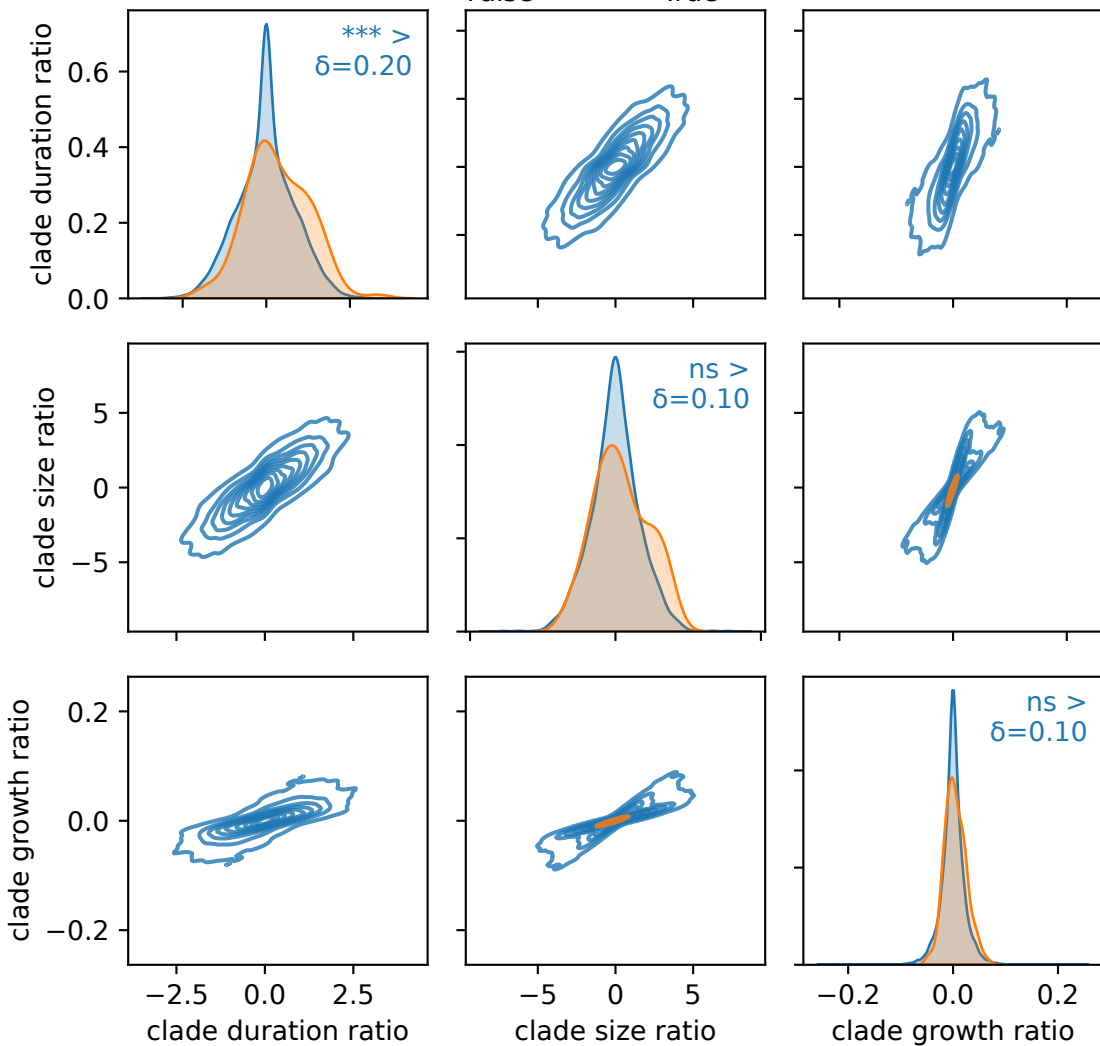 *** >
δ=0.20
clade duration ratio
0.6
0.4
0.2
0.0
ns >
δ=0.10
clade size ratio
5
0
−5
ns >
δ=0.10
clade growth ratio
0.2
0.0
−0.2
−2.5 0.0 2.5
−5 0 5
−0.2 0.0 0.2
clade duration ratio
clade size ratio
clade growth ratio